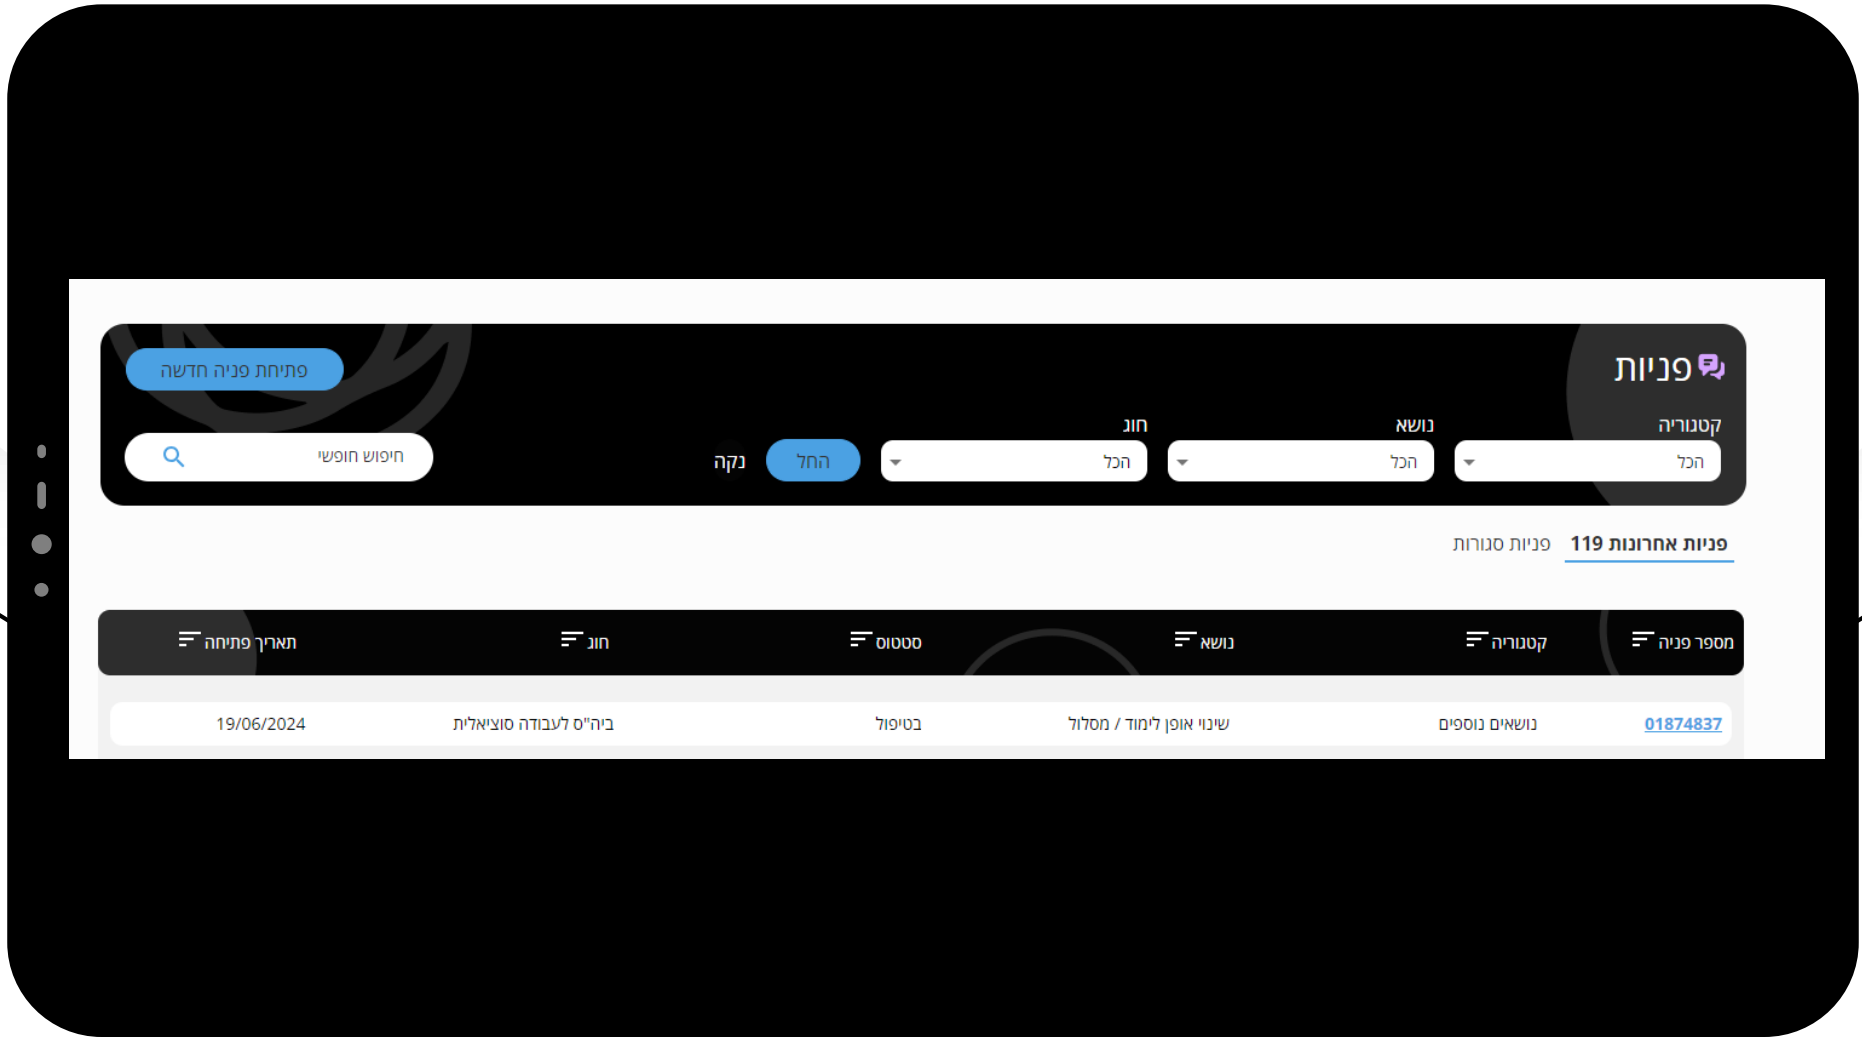 פניות
פתיחת פניה חדשה
קטגוריה נושא חוג
הכל הכל הכל החל נקה חיפוש חופשי
פניות אחרונות 119 פניות סגורות
מספר פניה קטגוריה נושא סטטוס חוג תאריך פתיחה
01874837 נושאים נוספים שינוי אופן לימוד / מסלול בטיפול ביה"ס לעבודה סוציאלית 19/06/2024